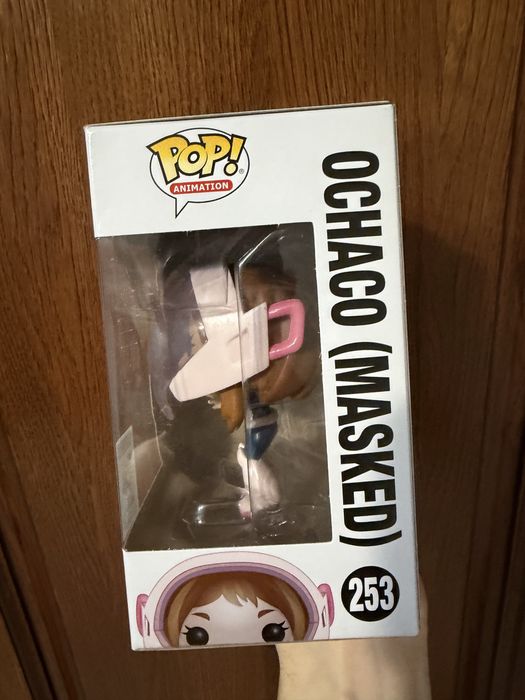 POP!
ANIMATION
OCHACO (MASKED)
253